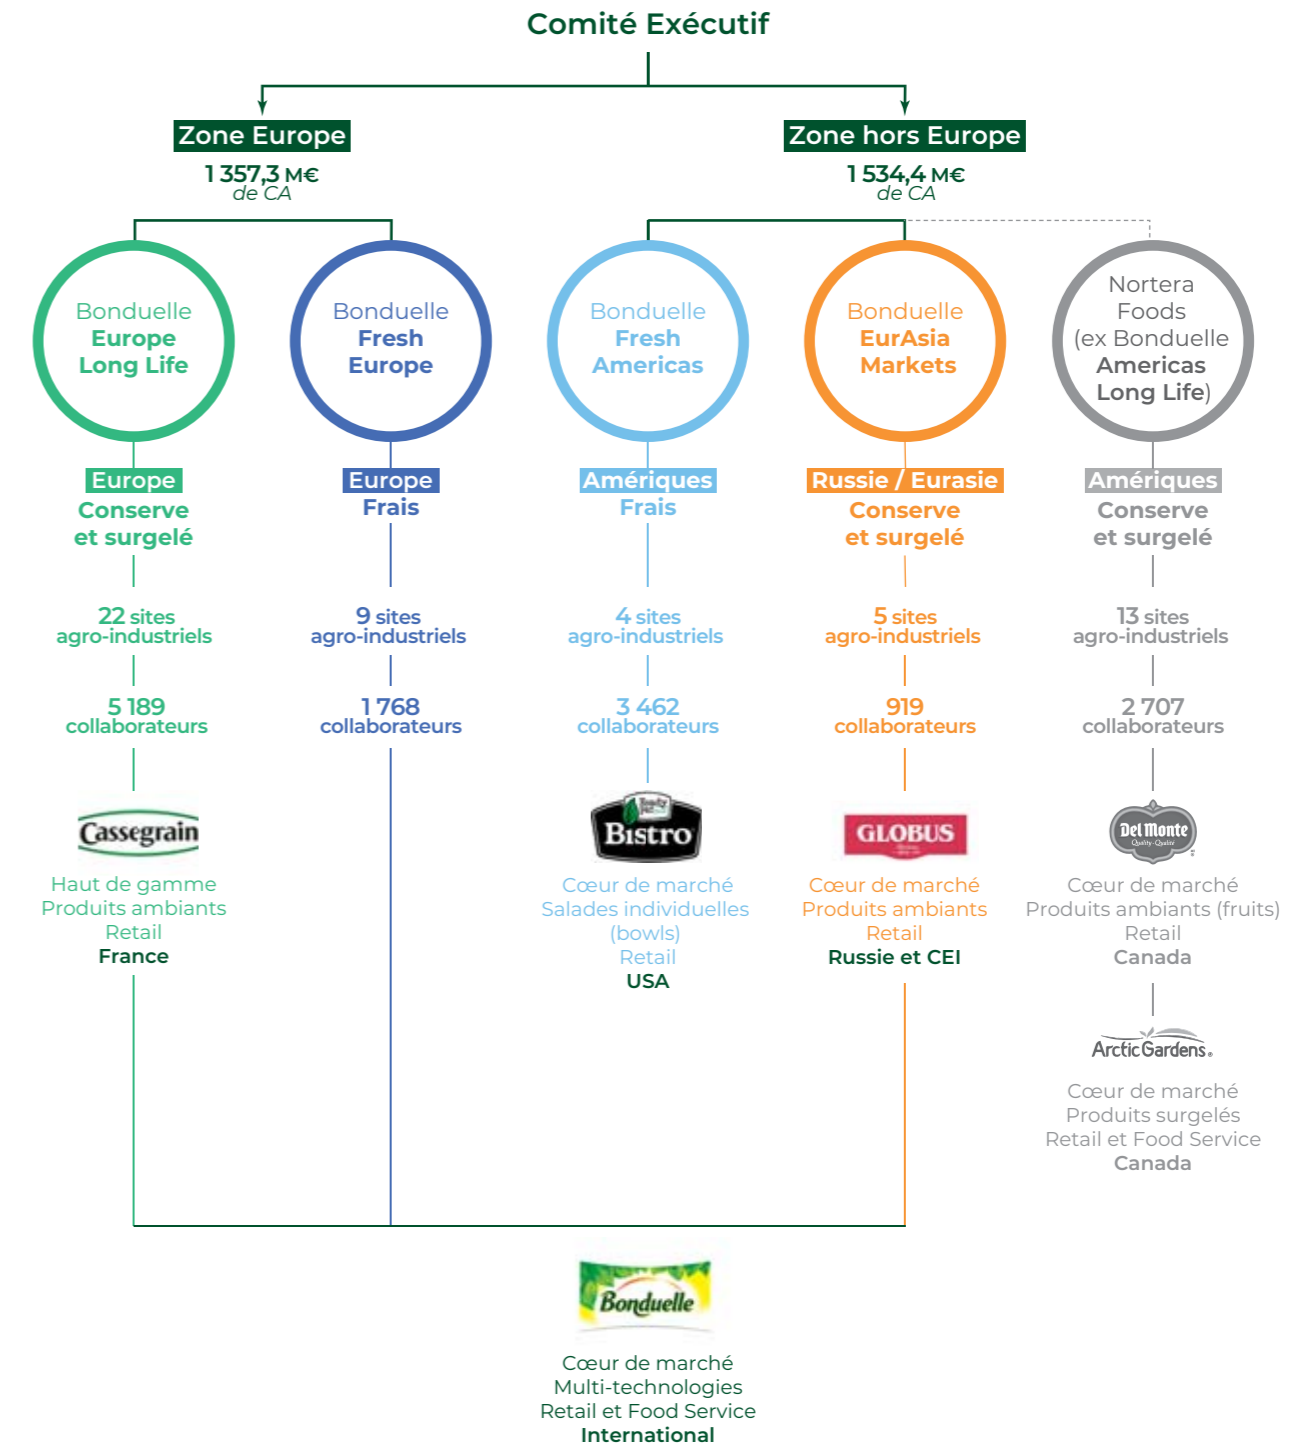 Comité Exécutif
Zone Europe
1 357,3 M€
de CA
Zone hors Europe
1 534,4 M€
de CA
Bonduelle
Europe
Long Life
Bonduelle
Fresh
Europe
Bonduelle
Fresh
Americas
Bonduelle
EurAsia
Markets
Nortera
Foods
(ex Bonduelle
Americas
Long Life)
Europe
Conserve
et surgelé
Europe
Frais
Amériques
Frais
Russie / Eurasie
Conserve
et surgelé
Amériques
Conserve
et surgelé
22 sites
agro-industriels
9 sites
agro-industriels
4 sites
agro-industriels
5 sites
agro-industriels
13 sites
agro-industriels
5 189
collaborateurs
1 768
collaborateurs
3 462
collaborateurs
919
collaborateurs
2 707
collaborateurs
Cassegrain
Haut de gamme
Produits ambiants
Retail
France
Ready
Bistro
Cœur de marché
Salades individuelles
(bowls)
Retail
USA
GLOBUS
Cœur de marché
Produits ambiants
Retail
Russie et CEI
Del Monte
Quality - Qualité
Cœur de marché
Produits ambiants (fruits)
Retail
Canada
Arctic Gardens®
Cœur de marché
Produits surgelés
Retail et Food Service
Canada
Bonduelle
Cœur de marché
Multi-technologies
Retail et Food Service
International